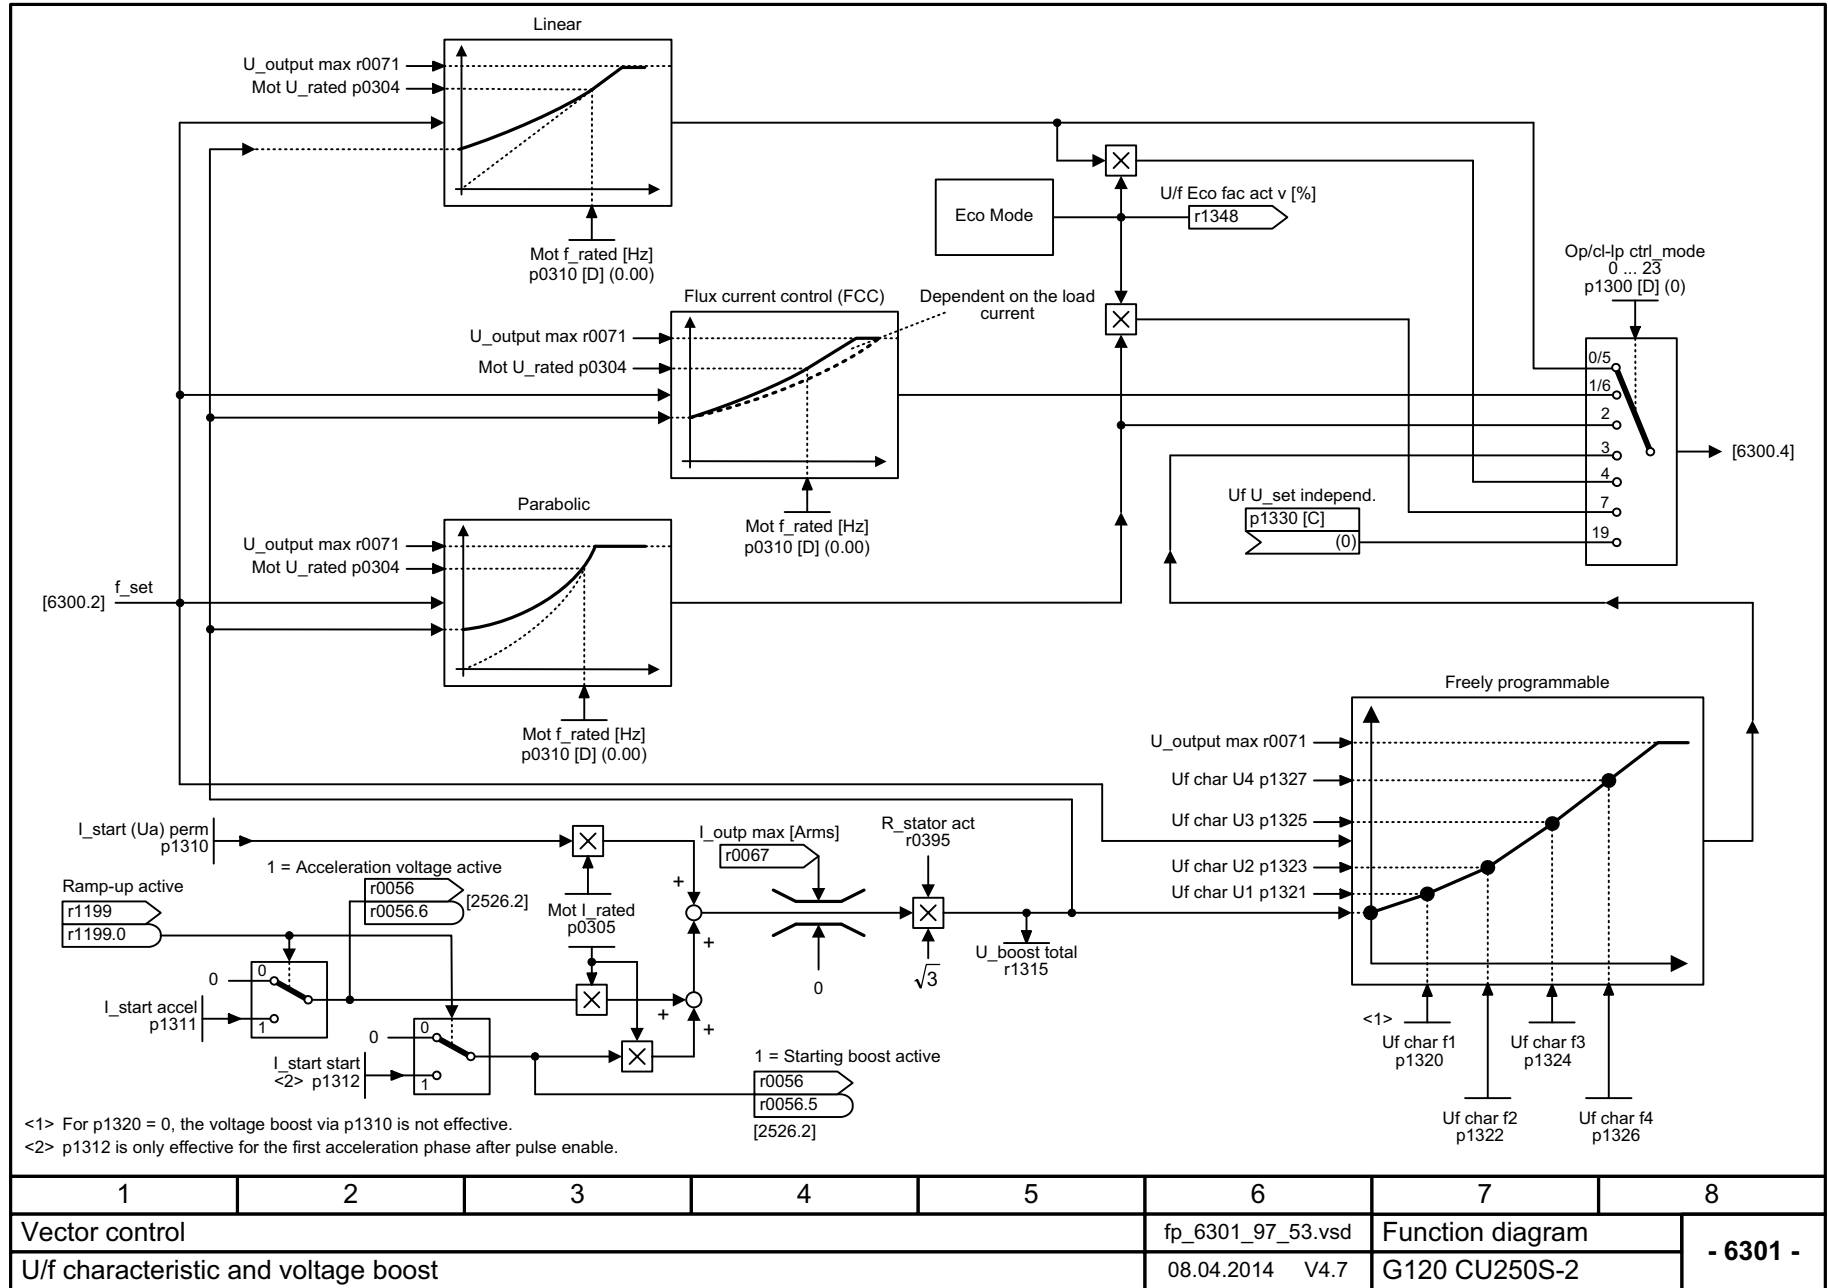 Linear
U_output max r0071
Mot U_rated p0304
Mot f_rated [Hz]
p0310 [D] (0.00)
Eco Mode
U/f Eco fac act v [%]
r1348
Op/cl-lp ctrl_mode
0 ... 23
p1300 [D] (0)
Flux current control (FCC)
Dependent on the load
current
U_output max r0071
Mot U_rated p0304
Mot f_rated [Hz]
p0310 [D] (0.00)
0/5
1/6
2
3
4
7
19
[6300.4]
Uf U_set independ.
p1330 [C]
(0)
Parabolic
U_output max r0071
Mot U_rated p0304
[6300.2]
f_set
Mot f_rated [Hz]
p0310 [D] (0.00)
Freely programmable
U_output max r0071
Uf char U4 p1327
Uf char U3 p1325
Uf char U2 p1323
Uf char U1 p1321
<1>
Uf char f1
p1320
Uf char f3
p1324
Uf char f2
p1322
Uf char f4
p1326
I_start (Ua) perm
p1310
1 = Acceleration voltage active
r0056
r0056.6
[2526.2]
Ramp-up active
r1199
r1199.0
Mot I_rated
p0305
0
0
1
I_start accel
p1311
0
0
1
I_start start
<2> p1312
+
+
+
+
I_outp max [Arms]
r0067
0
R_stator act
r0395
√3
U_boost total
r1315
1 = Starting boost active
r0056
r0056.5
[2526.2]
<1> For p1320 = 0, the voltage boost via p1310 is not effective.
<2> p1312 is only effective for the first acceleration phase after pulse enable.
1 2 3 4 5 6 7 8
Vector control
fp_6301_97_53.vsd
Function diagram
- 6301 -
U/f characteristic and voltage boost
08.04.2014 V4.7
G120 CU250S-2